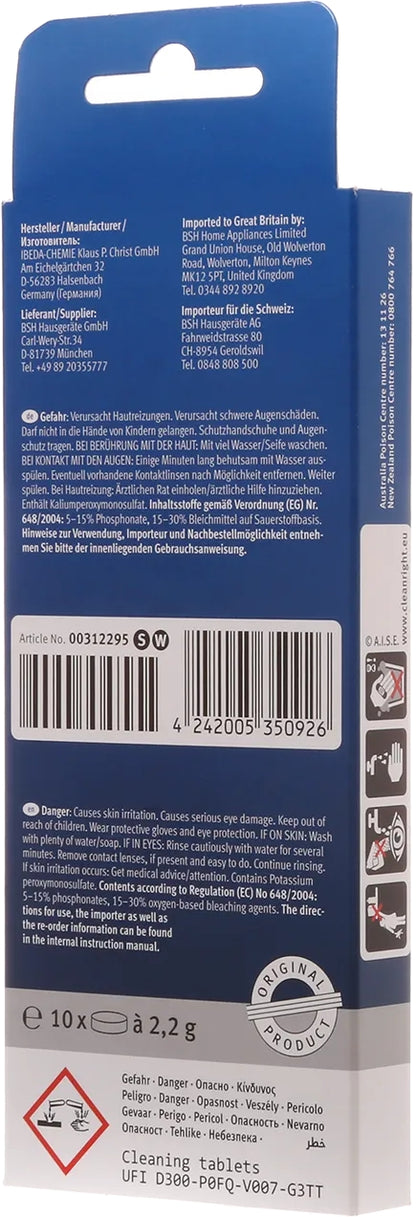 Hersteller/Manufacturer/
Изготовитель:
IBEDA-CHEMIE Klaus P. Christ GmbH
Am Eichelgärtchen 32
D-56283 Halsenbach
Germany (Германия)
Lieferant/Supplier:
BSH Hausgeräte GmbH
Carl-Wery-Str.34
D-81739 München
Tel. +49 89 20355777
Imported to Great Britain by:
BSH Home Appliances Limited
Grand Union House, Old Wolverton
Road, Wolverton, Milton Keynes
MK12 5PT, United Kingdom
Tel. 0344 892 8920
Importeur für die Schweiz:
BSH Hausgeräte AG
Fahrweidstrasse 80
CH-8954 Geroldswil
Tel. 0848 808 500
de Gefahr: Verursacht Hautreizungen. Verursacht schwere Augenschäden.
Darf nicht in die Hände von Kindern gelangen. Schutzhandschuhe und Augen-
schutz tragen. BEI BERÜHRUNG MIT DER HAUT: Mit viel Wasser/Seife waschen.
BEI KONTAKT MIT DEN AUGEN: Einige Minuten lang behutsam mit Wasser aus-
spülen. Eventuell vorhandene Kontaktlinsen nach Möglichkeit entfernen. Weiter
spülen. Bei Hautreizung: Ärztlichen Rat einholen/ärztliche Hilfe hinzuziehen.
Enthält Kaliumperoxymonosulfat. Inhaltsstoffe gemäß Verordnung (EG) Nr.
648/2004: 5–15% Phosphonate, 15–30% Bleichmittel auf Sauerstoffbasis.
Hinweise zur Verwendung, Importeur und Nachbestellmöglichkeit entneh-
men Sie bitte der innenliegenden Gebrauchsanweisung.
Article No. 00312295 S W
4 242005 350926
en Danger: Causes skin irritation. Causes serious eye damage. Keep out of
reach of children. Wear protective gloves and eye protection. IF ON SKIN: Wash
with plenty of water/soap. IF IN EYES: Rinse cautiously with water for several
minutes. Remove contact lenses, if present and easy to do. Continue rinsing.
If skin irritation occurs: Get medical advice/attention. Contains Potassium
peroxymonosulfate. Contents according to Regulation (EC) No 648/2004:
5–15% phosphonates, 15–30% oxygen-based bleaching agents. The direc-
tions for use, the importer as well as
the re-order information can be found
in the internal instruction manual.
ORIGINAL
PRODUCT
℮ 10 x à 2,2 g
Gefahr · Danger · Опасно · Κίνδυνος
Peligro · Danger · Opasnost · Veszély · Pericolo
Gevaar · Perigo · Pericol · Опасность · Nevarno
Опасност · Tehlike · Небезпека · خطر
Cleaning tablets
UFI D300-P0FQ-V007-G3TT
Australia Poison Centre number: 13 11 26
New Zealand Poison Centre number: 0800 764 766
© A.I.S.E. www.cleanright.eu